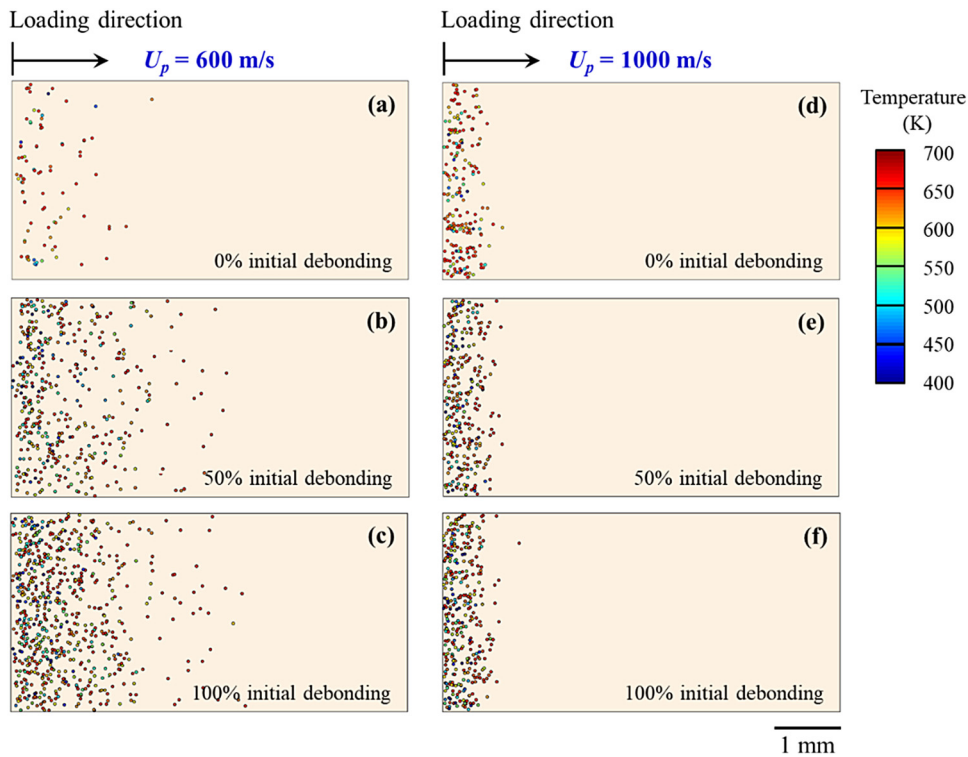 Loading direction
Uₚ = 600 m/s
(a)
0% initial debonding
(b)
50% initial debonding
(c)
100% initial debonding
Loading direction
Uₚ = 1000 m/s
(d)
0% initial debonding
(e)
50% initial debonding
(f)
100% initial debonding
1 mm
Temperature
(K)
700
650
600
550
500
450
400